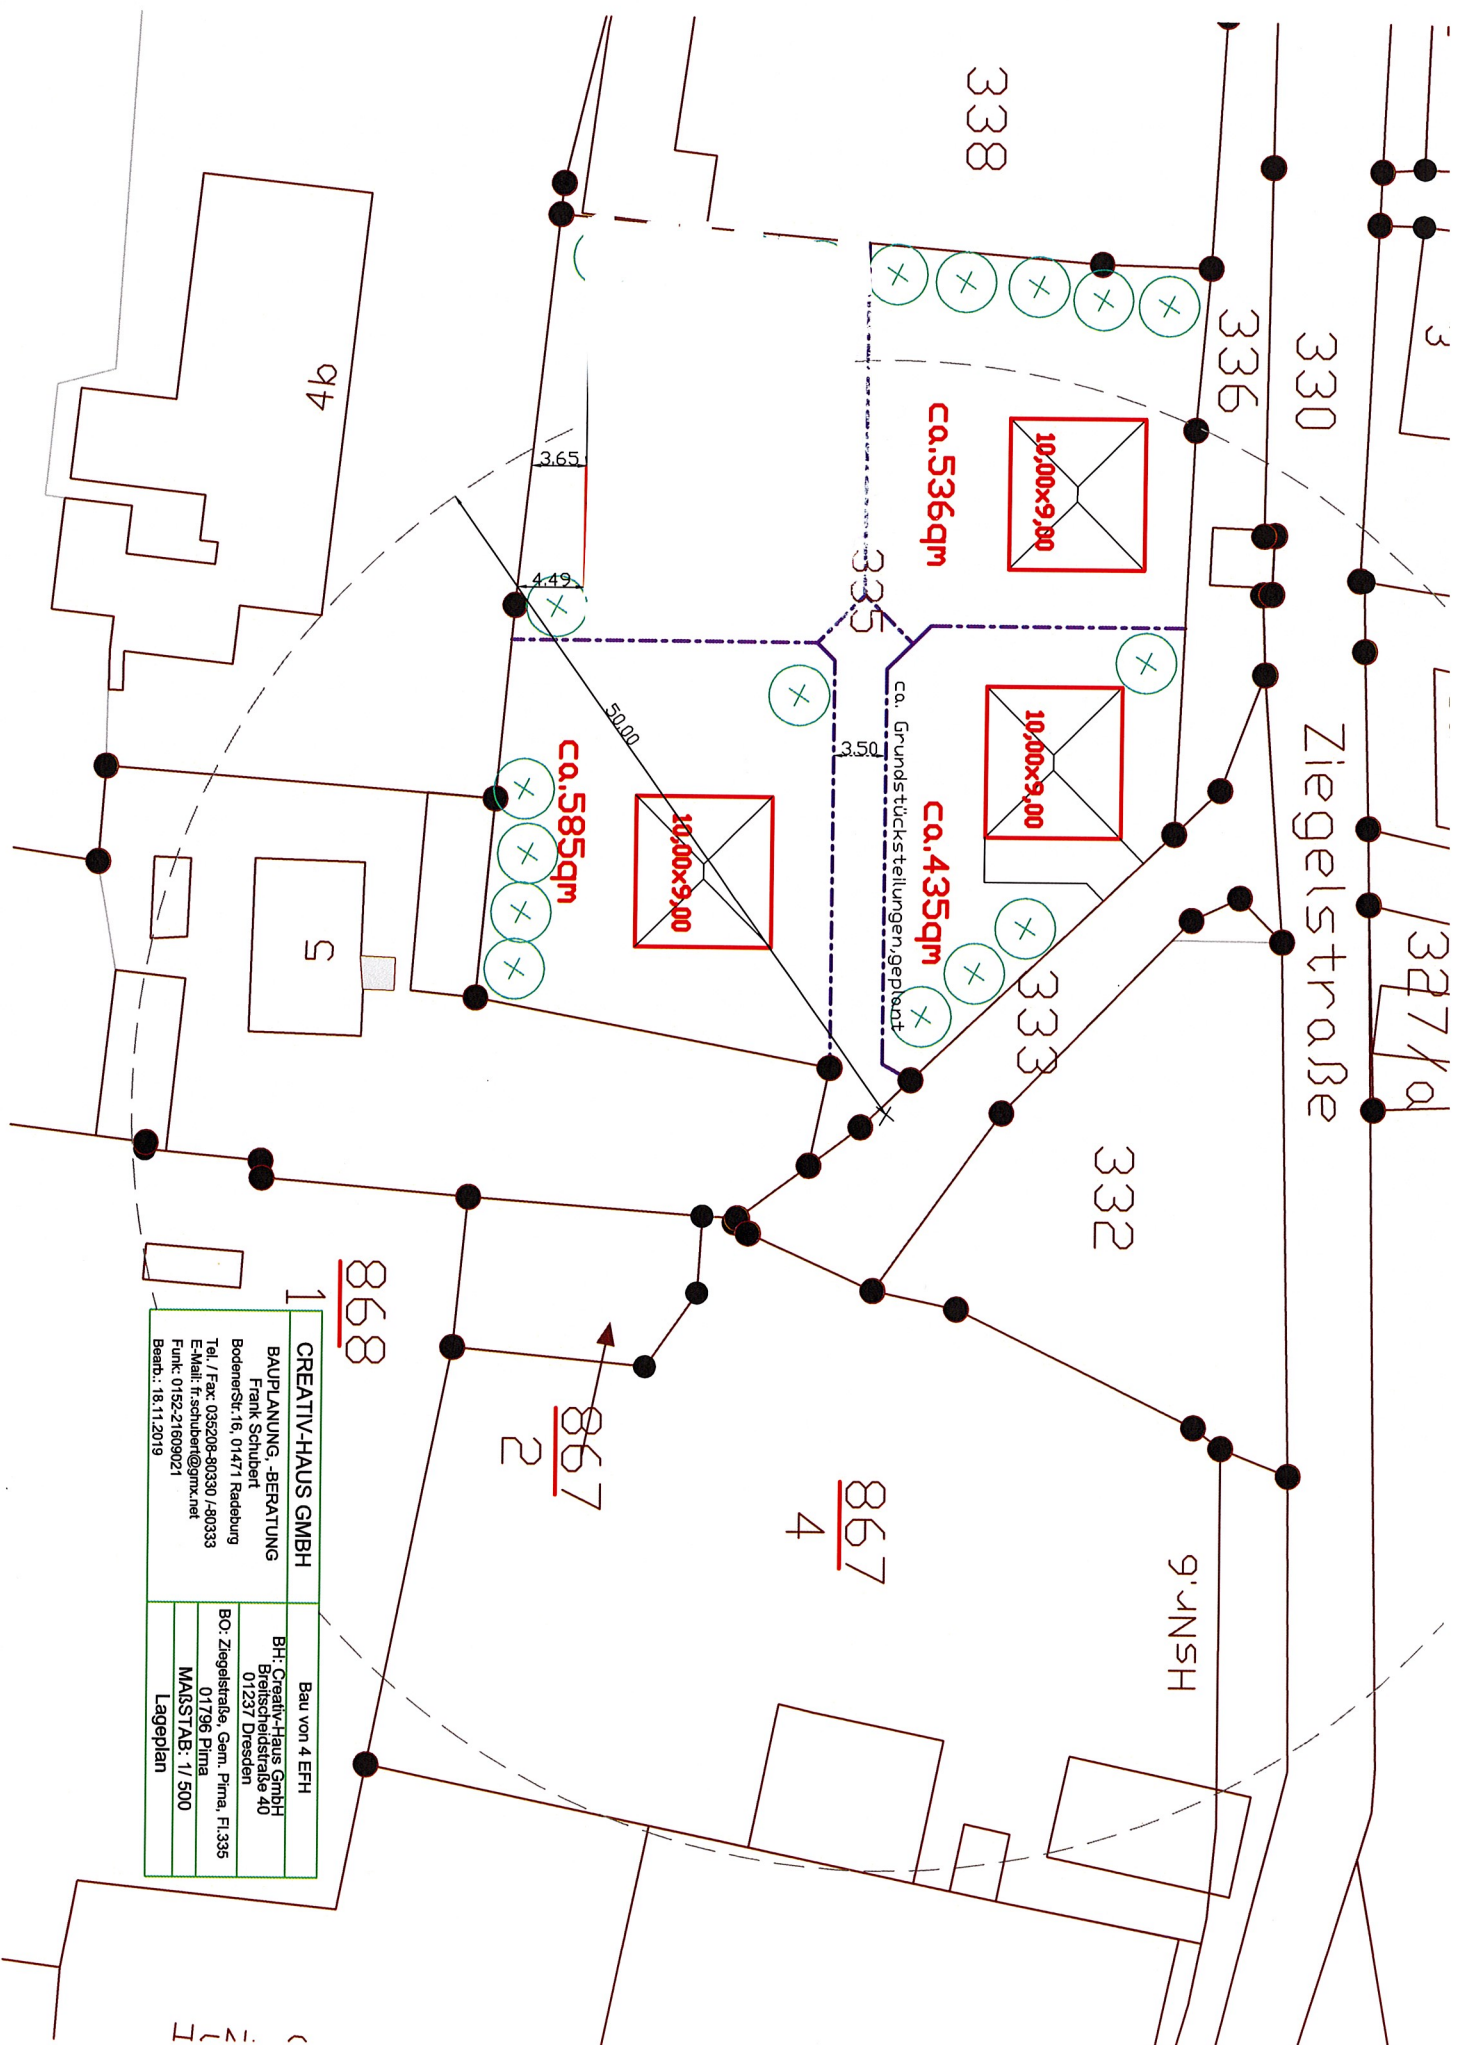 338
336
330
3
ca.536qm
10,00x9,00
335
3.65
4.49
4b
50.00
ca.585qm
10,00x9,00
3.50
ca. Grundstücksteilungen,geplant
ca.435qm
10,00x9,00
Ziegelstraße
327/a
333
332
5
868
1
867
2
867
4
HSNr.6
CREATIV-HAUS GMBH
BAUPLANUNG, -BERATUNG
Frank Schubert
BodenerStr.16, 01471 Radeburg
Tel. / Fax: 035208-80330 /-80333
E-Mail: fr.schubert@gmx.net
Funk: 0152-21609021
Bearb.: 18.11.2019
Bau von 4 EFH
BH: Creativ-Haus GmbH
Breitscheidstraße 40
01237 Dresden
BO: Ziegelstraße, Gem. Pirna, Fl.335
01796 Pirna
MAßSTAB: 1/ 500
Lageplan